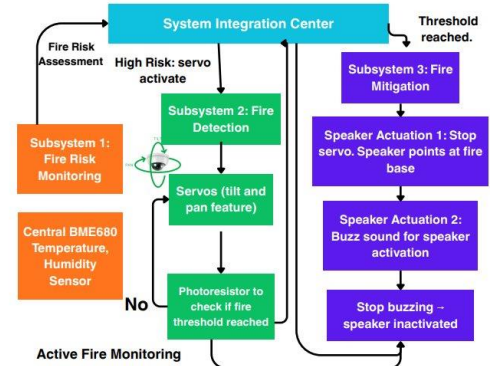 System Integration Center
Threshold
reached.
Fire Risk
Assessment
High Risk: servo
activate
Subsystem 3: Fire
Mitigation
Subsystem 2: Fire
Detection
Subsystem 1:
Fire Risk
Monitoring
Speaker Actuation 1: Stop
servo. Speaker points at fire
base
Servos (tilt and
pan feature)
Central BME680
Temperature,
Humidity
Sensor
Speaker Actuation 2:
Buzz sound for speaker
activation
No
Photoresistor to
check if fire
threshold reached
Stop buzzing →
speaker inactivated
Active Fire Monitoring